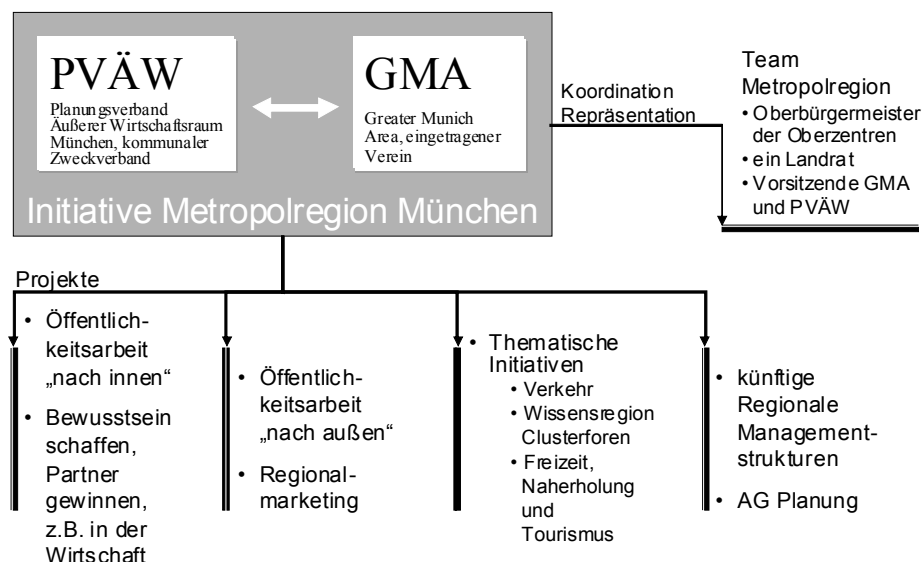 PVÄW
Planungsverband
Äußerer Wirtschaftsraum
München, kommunaler
Zweckverband
GMA
Greater Munich
Area, eingetragener
Verein
Initiative Metropolregion München
Koordination
Repräsentation
Team
Metropolregion
• Oberbürgermeister
der Oberzentren
• ein Landrat
• Vorsitzende GMA
und PVÄW
Projekte
• Öffentlich-
keitsarbeit
„nach innen“
• Bewusstsein
schaffen,
Partner
gewinnen,
z.B. in der
Wirtschaft
• Öffentlich-
keitsarbeit
„nach außen“
• Regional-
marketing
• Thematische
Initiativen
• Verkehr
• Wissensregion
Clusterforen
• Freizeit,
Naherholung
und
Tourismus
• künftige
Regionale
Management-
strukturen
• AG Planung